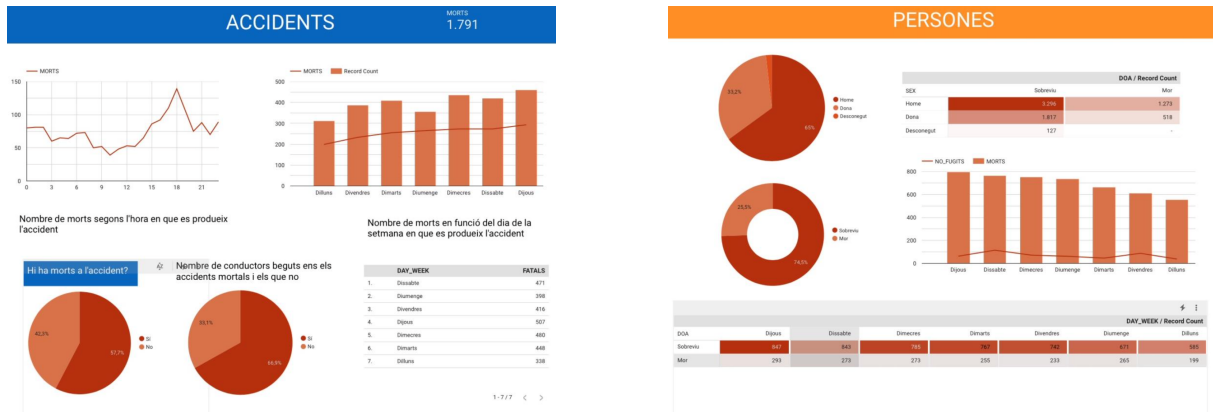 ACCIDENTS
MORTS
1.791
MORTS
150
100
50
0
0 3 6 9 12 15 18 21
Nombre de morts segons l'hora en que es produeix
l'accident
MORTS Record Count
500
400
300
200
100
0
Dilluns Divendres Dimarts Diumenge Dimecres Dissabte Dijous
Nombre de morts en funció del dia de la
setmana en que es produeix l'accident
Hi ha morts a l'accident?
42,3%
57,7%
Sí
No
Nombre de conductors beguts ens els
accidents mortals i els que no
33,1%
66,9%
Sí
No
DAY_WEEK FATALS
1. Dissabte 471
2. Diumenge 398
3. Divendres 416
4. Dijous 507
5. Dimecres 460
6. Dimarts 448
7. Dilluns 338
1 - 7 / 7 < >
PERSONES
33,2%
65%
Home
Dona
Desconegut
DOA / Record Count
SEX Sobreviu Mor
Home 3.296 1.273
Dona 1.817 518
Desconegut 127 -
25,5%
74,5%
Sobreviu
Mor
NO_FUGITS MORTS
800
600
400
200
0
Dijous Dissabte Dimecres Diumenge Dimarts Divendres Dilluns
DAY_WEEK / Record Count
DOA Dijous Dissabte Dimecres Dimarts Divendres Diumenge Dilluns
Sobreviu 847 843 785 767 742 671 585
Mor 293 273 273 255 233 265 199